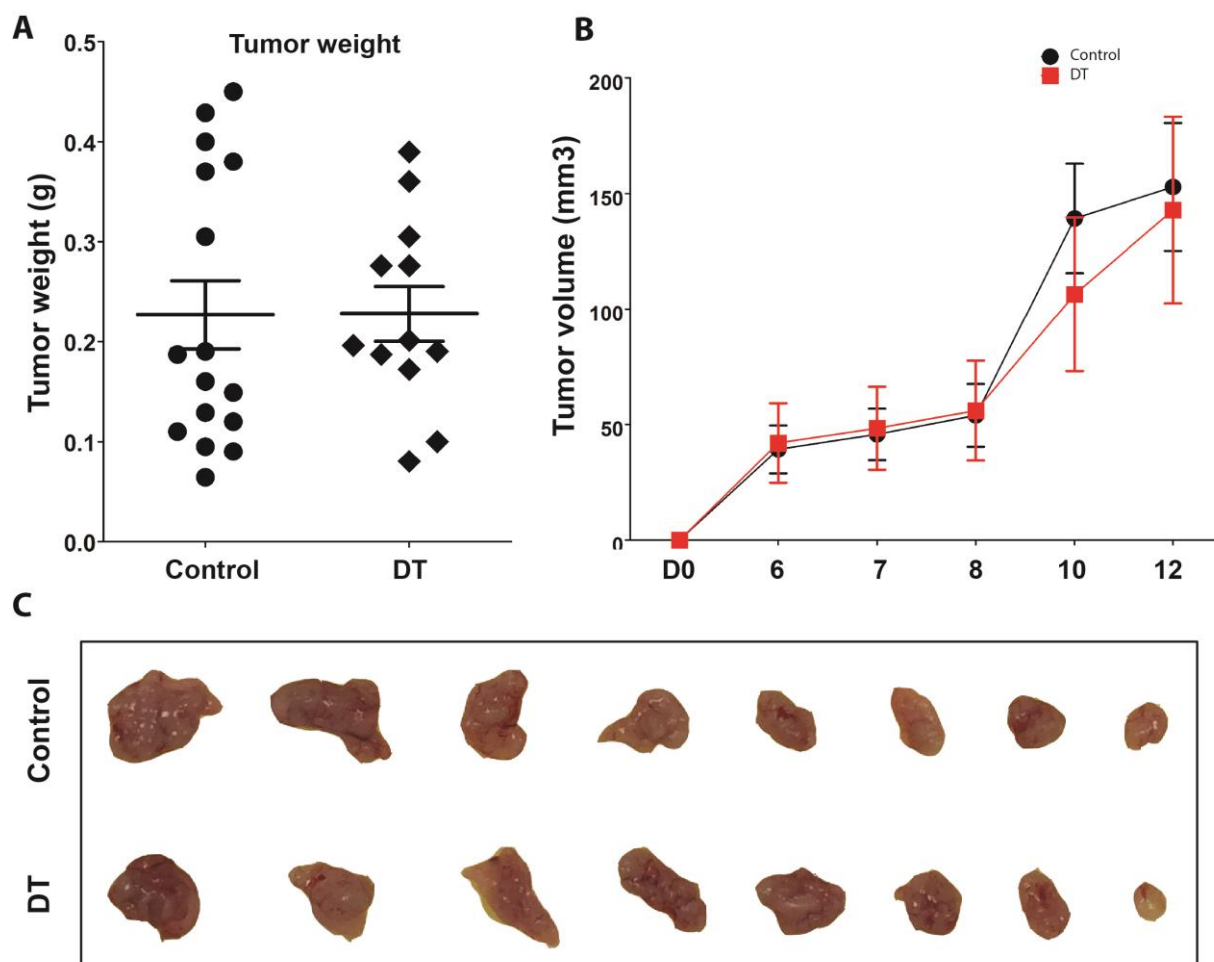 A
Tumor weight
0.5
0.4
0.3
0.2
0.1
0.0
Tumor weight (g)
Control
DT
B
Control
DT
200
150
100
50
0
Tumor volume (mm3)
D0
6
7
8
10
12
C
Control
DT